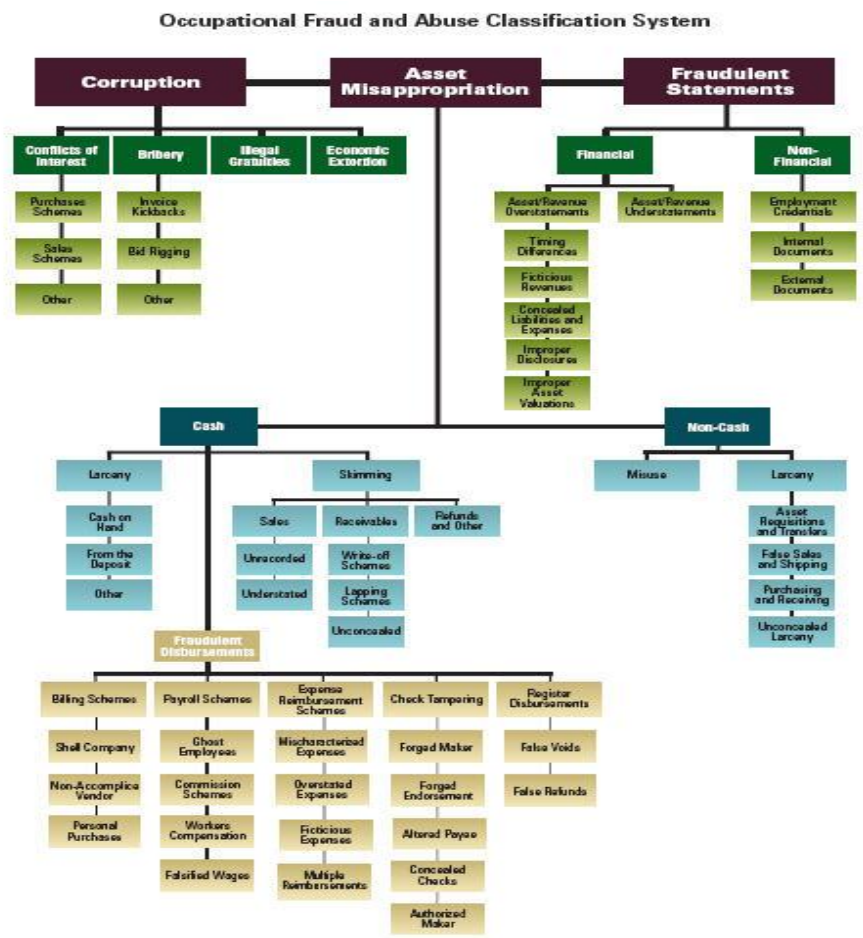 Occupational Fraud and Abuse Classification System
Corruption
Asset
Misappropriation
Fraudulent
Statements
Conflicts of
Interest
Bribery
Illegal
Gratuities
Economic
Extortion
Financial
Non-
Financial
Purchases
Schemes
Sales
Schemes
Other
Invoice
Kickbacks
Bid Rigging
Other
Asset/Revenue
Overstatements
Timing
Differences
Ficticious
Revenues
Concealed
Liabilities and
Expenses
Improper
Disclosures
Improper
Asset
Valuations
Asset/Revenue
Understatements
Employment
Credentials
Internal
Documents
External
Documents
Cash
Non-Cash
Larceny
Cash on
Hand
From the
Deposit
Other
Skimming
Sales
Unrecorded
Understated
Receivables
Write-off
Schemes
Lapping
Schemes
Unconcealed
Refunds
and Other
Misuse
Larceny
Asset
Requisitions
and Transfers
False Sales
and Shipping
Purchasing
and Receiving
Unconcealed
Larceny
Fraudulent
Disbursements
Billing Schemes
Shell Company
Non-Accomplice
Vendor
Personal
Purchases
Payroll Schemes
Ghost
Employees
Commission
Schemes
Workers
Compensation
Falsified Wages
Expense
Reimbursement
Schemes
Mischaracterized
Expenses
Overstated
Expenses
Ficticious
Expenses
Multiple
Reimbursements
Check Tampering
Forged Maker
Forged
Endorsement
Altered Payee
Concealed
Checks
Authorized
Maker
Register
Disbursements
False Voids
False Refunds